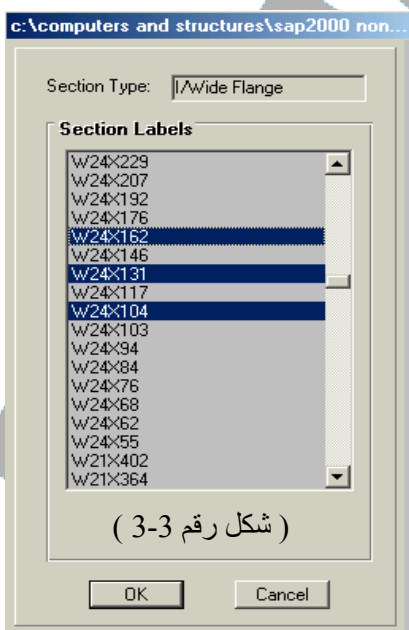 c:\computers and structures\sap2000 non...
Section Type: I/Wide Flange
Section Labels
W24X229
W24X207
W24X192
W24X176
W24X162
W24X146
W24X131
W24X117
W24X104
W24X103
W24X94
W24X84
W24X76
W24X68
W24X62
W24X55
W21X402
W21X364
( شكل رقم 3-3 )
OK Cancel